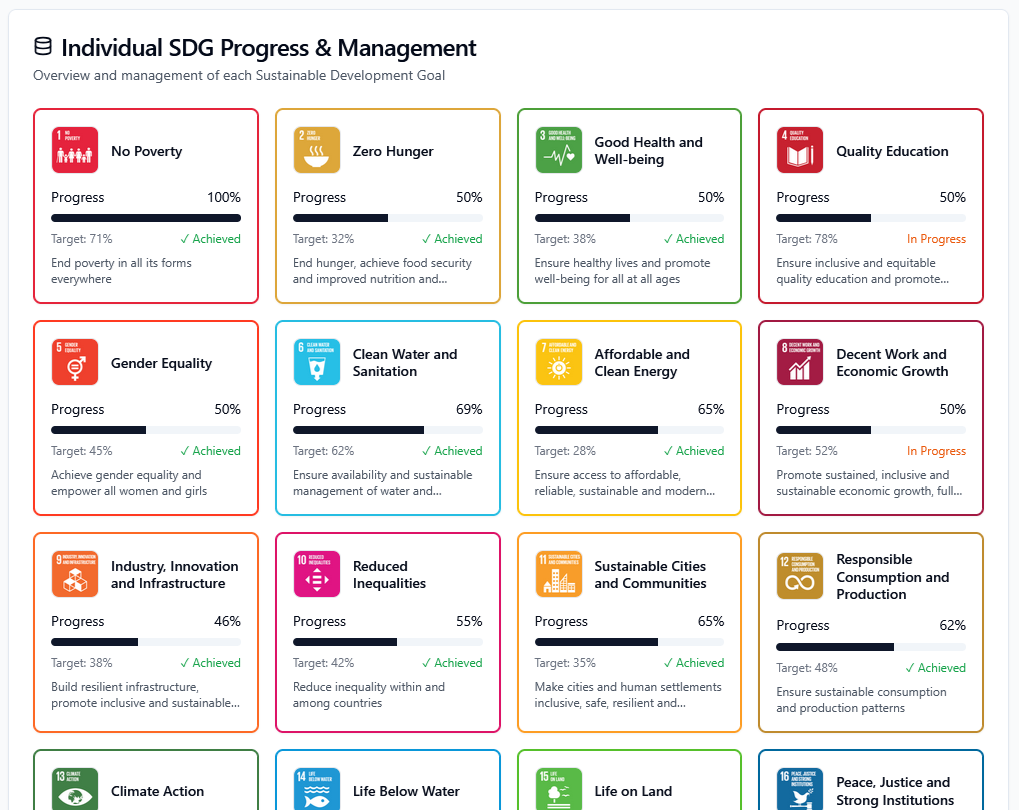 Individual SDG Progress & Management
Overview and management of each Sustainable Development Goal
1 NO POVERTY
No Poverty
Progress 100%
Target: 71% ✓ Achieved
End poverty in all its forms
everywhere
2 ZERO HUNGER
Zero Hunger
Progress 50%
Target: 32% ✓ Achieved
End hunger, achieve food security
and improved nutrition and...
3 GOOD HEALTH AND WELL-BEING
Good Health and
Well-being
Progress 50%
Target: 38% ✓ Achieved
Ensure healthy lives and promote
well-being for all at all ages
4 QUALITY EDUCATION
Quality Education
Progress 50%
Target: 78% In Progress
Ensure inclusive and equitable
quality education and promote...
5 GENDER EQUALITY
Gender Equality
Progress 50%
Target: 45% ✓ Achieved
Achieve gender equality and
empower all women and girls
6 CLEAN WATER AND SANITATION
Clean Water and
Sanitation
Progress 69%
Target: 62% ✓ Achieved
Ensure availability and sustainable
management of water and...
7 AFFORDABLE AND CLEAN ENERGY
Affordable and
Clean Energy
Progress 65%
Target: 28% ✓ Achieved
Ensure access to affordable,
reliable, sustainable and modern...
8 DECENT WORK AND ECONOMIC GROWTH
Decent Work and
Economic Growth
Progress 50%
Target: 52% In Progress
Promote sustained, inclusive and
sustainable economic growth, full...
9 INDUSTRY, INNOVATION AND INFRASTRUCTURE
Industry, Innovation
and Infrastructure
Progress 46%
Target: 38% ✓ Achieved
Build resilient infrastructure,
promote inclusive and sustainable...
10 REDUCED INEQUALITIES
Reduced
Inequalities
Progress 55%
Target: 42% ✓ Achieved
Reduce inequality within and
among countries
11 SUSTAINABLE CITIES AND COMMUNITIES
Sustainable Cities
and Communities
Progress 65%
Target: 35% ✓ Achieved
Make cities and human settlements
inclusive, safe, resilient and...
12 RESPONSIBLE CONSUMPTION AND PRODUCTION
Responsible
Consumption and
Production
Progress 62%
Target: 48% ✓ Achieved
Ensure sustainable consumption
and production patterns
13 CLIMATE ACTION
Climate Action
14 LIFE BELOW WATER
Life Below Water
15 LIFE ON LAND
Life on Land
16 PEACE, JUSTICE AND STRONG INSTITUTIONS
Peace, Justice and
Strong Institutions